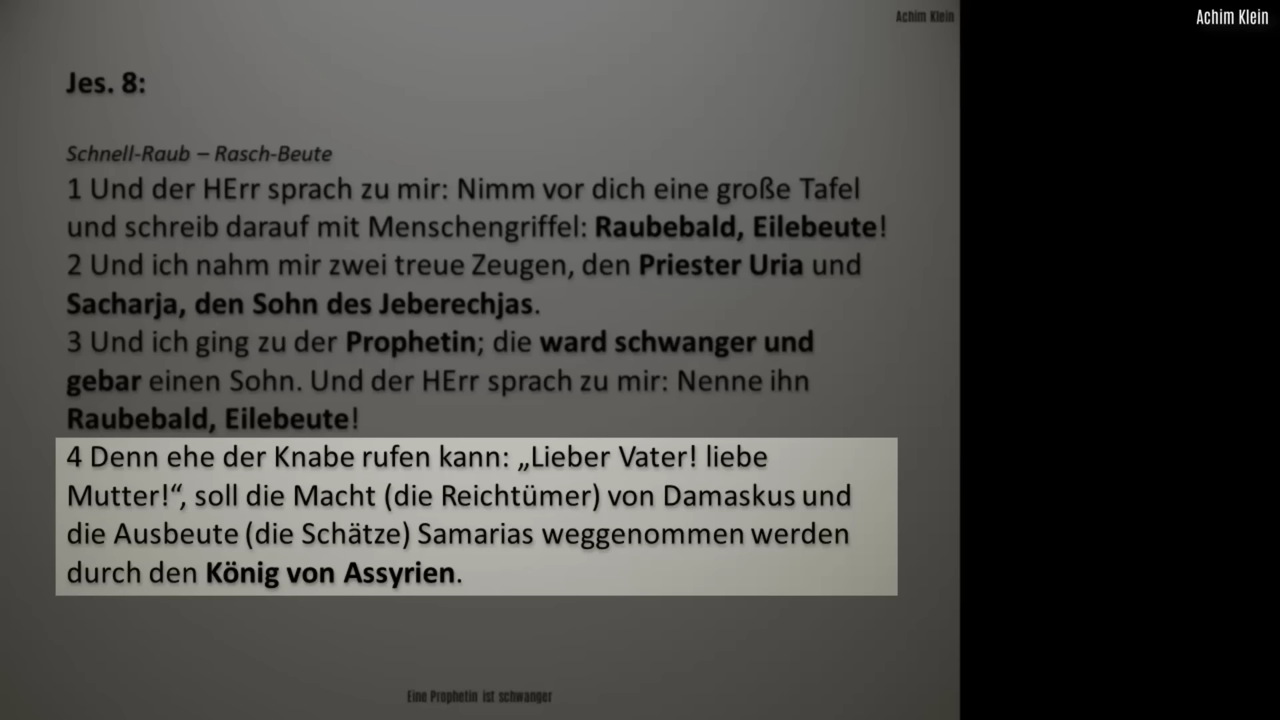 Achim Klein
Achim Klein
Jes. 8:
Schnell-Raub – Rasch-Beute
1 Und der HErr sprach zu mir: Nimm vor dich eine große Tafel
und schreib darauf mit Menschengriffel: Raubebald, Eilebeute!
2 Und ich nahm mir zwei treue Zeugen, den Priester Uria und
Sacharja, den Sohn des Jeberechjas.
3 Und ich ging zu der Prophetin; die ward schwanger und
gebar einen Sohn. Und der HErr sprach zu mir: Nenne ihn
Raubebald, Eilebeute!
4 Denn ehe der Knabe rufen kann: „Lieber Vater! liebe
Mutter!“, soll die Macht (die Reichtümer) von Damaskus und
die Ausbeute (die Schätze) Samarias weggenommen werden
durch den König von Assyrien.
Eine Prophetin ist schwanger